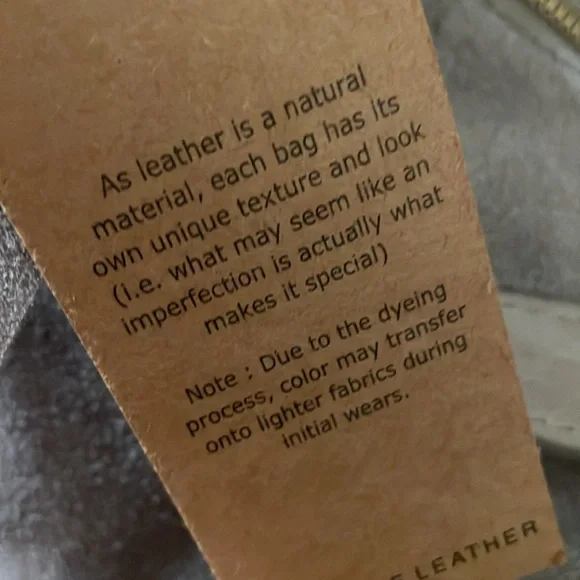 As leather is a natural
material, each bag has its
own unique texture and look
(i.e. what may seem like an
imperfection is actually what
makes it special)
Note : Due to the dyeing
process, color may transfer
onto lighter fabrics during
initial wears.
LEATHER